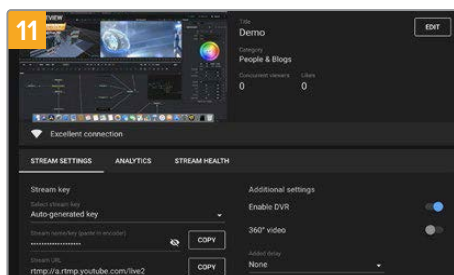 11
PREVIEW
Title
Demo
EDIT
Category
People & Blogs
Concurrent viewers Likes
0 0
Excellent connection
STREAM SETTINGS ANALYTICS STREAM HEALTH
Stream key
Additional settings
Select stream key
Auto-generated key
Enable DVR
Stream name/key (paste in encoder)
COPY
360° video
Stream URL
rtmp://a.rtmp.youtube.com/live2
COPY
Added delay
None